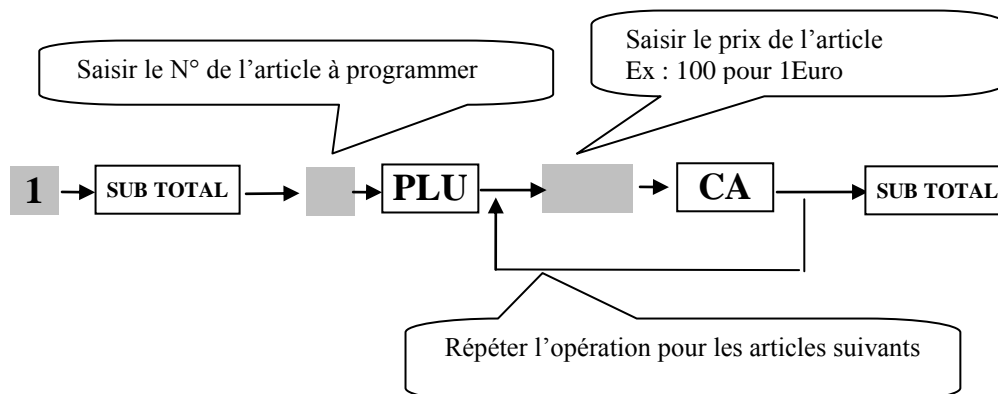 Saisir le N° de l’article à programmer
Saisir le prix de l’article
Ex : 100 pour 1Euro
1 SUB TOTAL PLU CA SUB TOTAL
Répéter l’opération pour les articles suivants